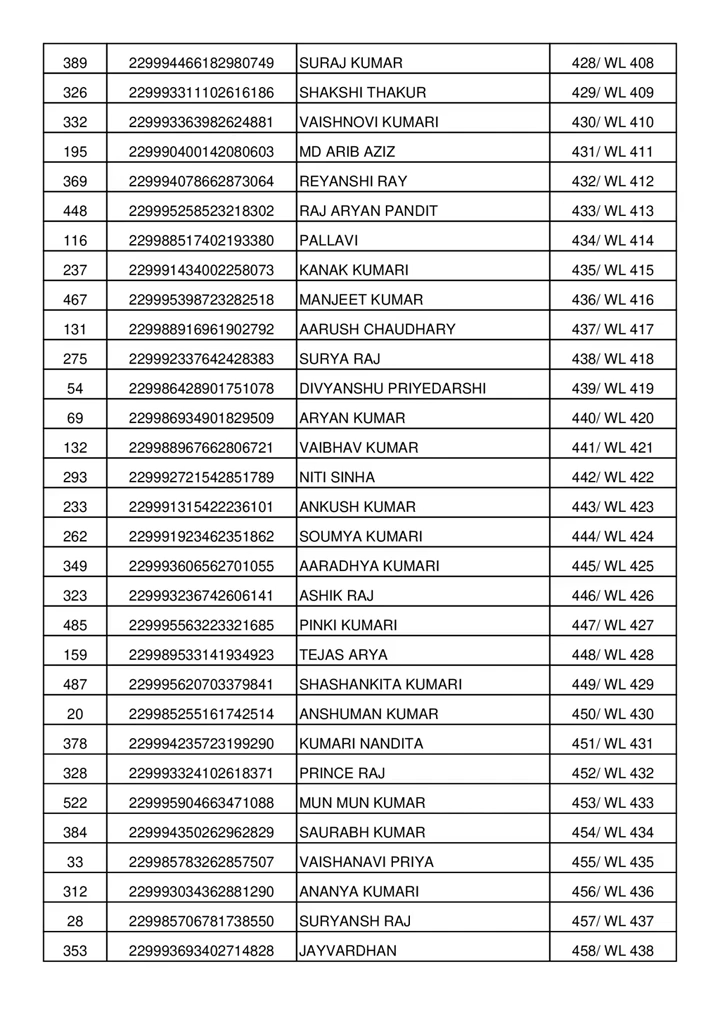 389 229994466182980749 SURAJ KUMAR 428/ WL 408
326 229993311102616186 SHAKSHI THAKUR 429/ WL 409
332 229993363982624881 VAISHNOVI KUMARI 430/ WL 410
195 229990400142080603 MD ARIB AZIZ 431/ WL 411
369 229994078662873064 REYANSHI RAY 432/ WL 412
448 229995258523218302 RAJ ARYAN PANDIT 433/ WL 413
116 229988517402193380 PALLAVI 434/ WL 414
237 229991434002258073 KANAK KUMARI 435/ WL 415
467 229995398723282518 MANJEET KUMAR 436/ WL 416
131 229988916961902792 AARUSH CHAUDHARY 437/ WL 417
275 229992337642428383 SURYA RAJ 438/ WL 418
54 229986428901751078 DIVYANSHU PRIYEDARSHI 439/ WL 419
69 229986934901829509 ARYAN KUMAR 440/ WL 420
132 229988967662806721 VAIBHAV KUMAR 441/ WL 421
293 229992721542851789 NITI SINHA 442/ WL 422
233 229991315422236101 ANKUSH KUMAR 443/ WL 423
262 229991923462351862 SOUMYA KUMARI 444/ WL 424
349 229993606562701055 AARADHYA KUMARI 445/ WL 425
323 229993236742606141 ASHIK RAJ 446/ WL 426
485 229995563223321685 PINKI KUMARI 447/ WL 427
159 229989533141934923 TEJAS ARYA 448/ WL 428
487 229995620703379841 SHASHANKITA KUMARI 449/ WL 429
20 229985255161742514 ANSHUMAN KUMAR 450/ WL 430
378 229994235723199290 KUMARI NANDITA 451/ WL 431
328 229993324102618371 PRINCE RAJ 452/ WL 432
522 229995904663471088 MUN MUN KUMAR 453/ WL 433
384 229994350262962829 SAURABH KUMAR 454/ WL 434
33 229985783262857507 VAISHANAVI PRIYA 455/ WL 435
312 229993034362881290 ANANYA KUMARI 456/ WL 436
28 229985706781738550 SURYANSH RAJ 457/ WL 437
353 229993693402714828 JAYVARDHAN 458/ WL 438